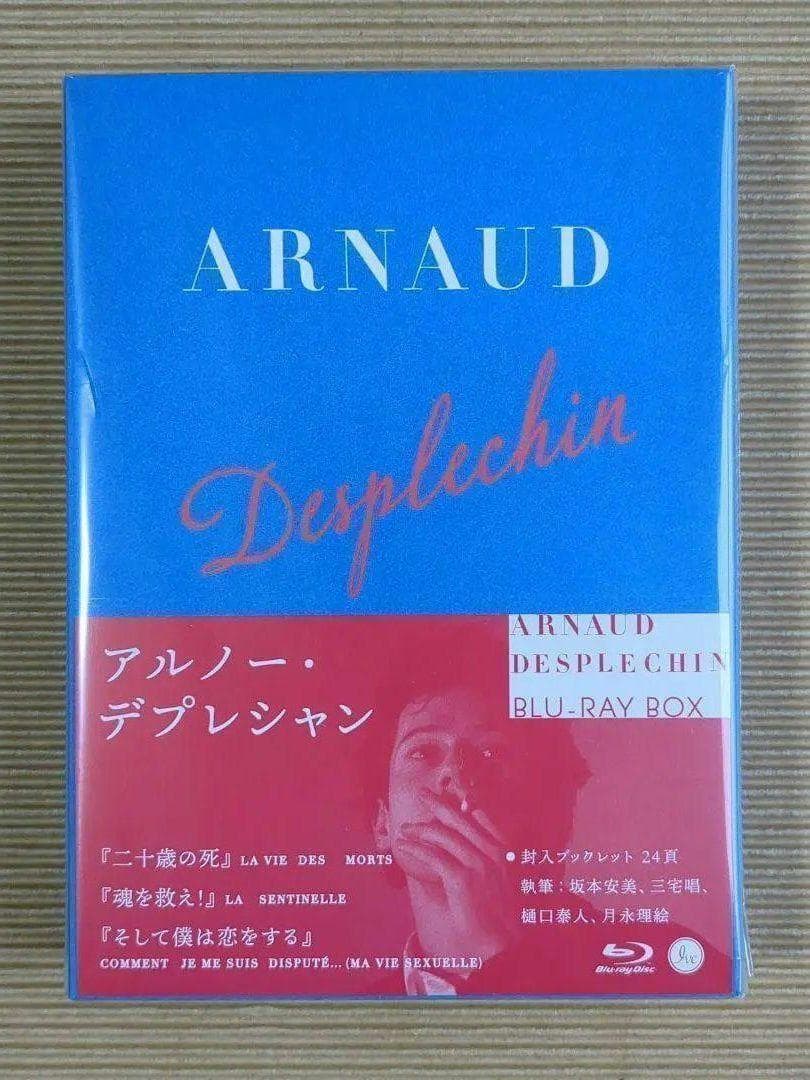 ARNAUD
Desplechin
アルノー・
デプレシャン
ARNAUD
DESPLECHIN
BLU-RAY BOX
『二十歳の死』 LA VIE DES MORTS
『魂を救え!』 LA SENTINELLE
『そして僕は恋をする』
COMMENT JE ME SUIS DISPUTÉ... (MA VIE SEXUELLE)
● 封入ブックレット 24頁
執筆:坂本安美、三宅唱、
樋口泰人、月永理絵
Blu-ray Disc
ivc